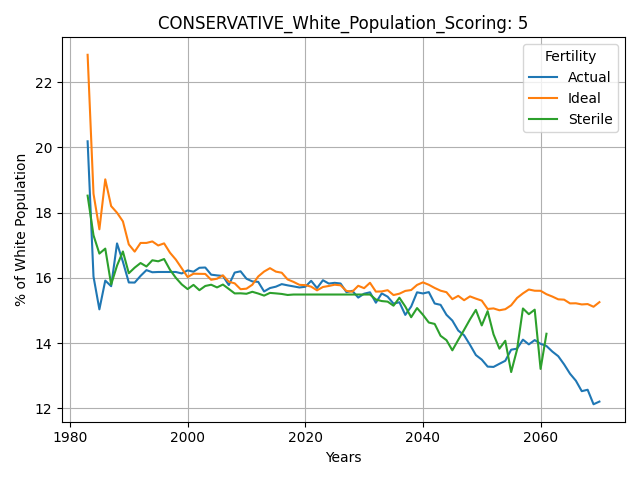 CONSERVATIVE_White_Population_Scoring: 5
Fertility
Actual
Ideal
Sterile
% of White Population
22
20
18
16
14
12
1980
2000
2020
2040
2060
Years